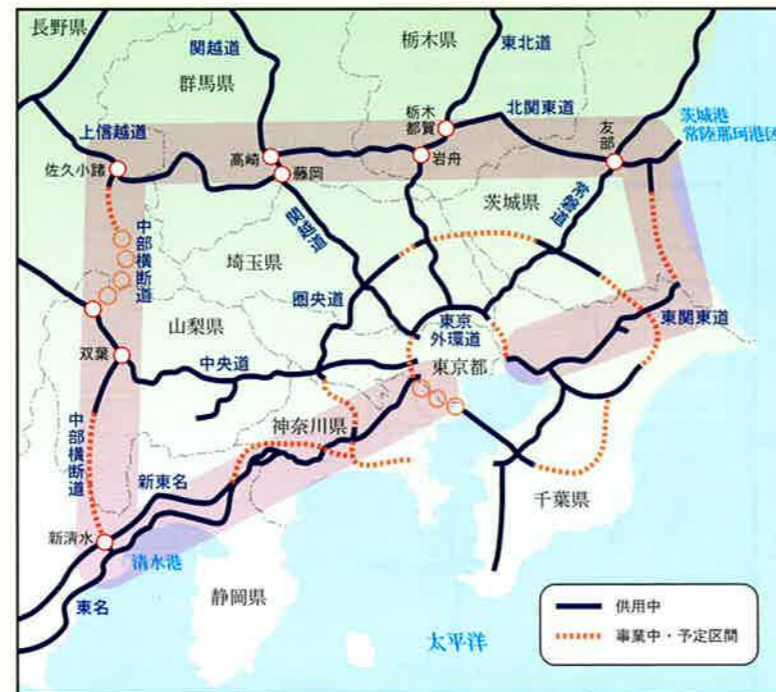 長野県
関越道
栃木県
東北道
群馬県
栃木
都賀
北関東道
友部
茨城港
常陸那珂港区
上信越道
佐久小諸
高崎
藤岡
岩舟
関越道
茨城県
常磐道
中部横断道
埼玉県
圏央道
山梨県
東京
外環道
東関東道
双葉
中央道
東京都
中部横断道
神奈川県
新東名
千葉県
新清水
清水港
東名
静岡県
太平洋
供用中
事業中・予定区間